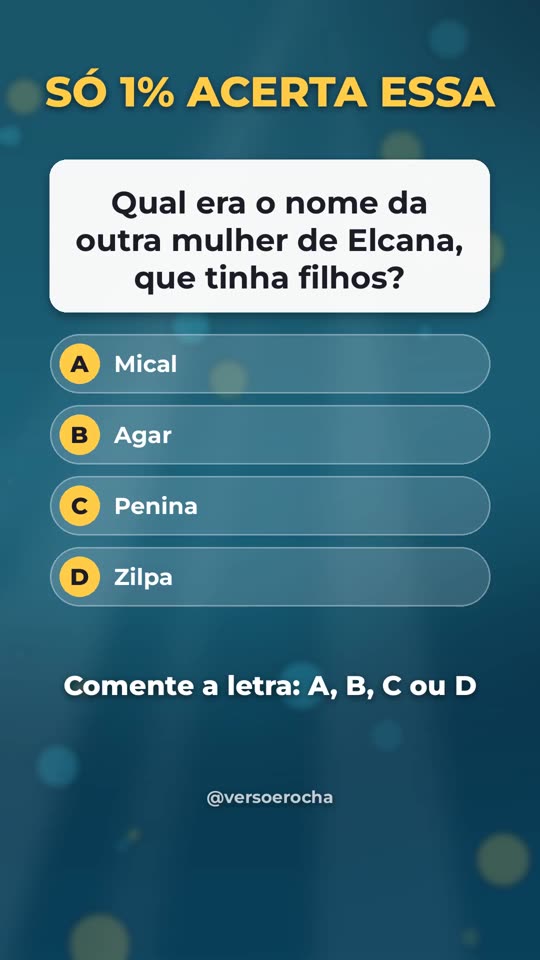 SÓ 1% ACERTA ESSA
Qual era o nome da
outra mulher de Elcana,
que tinha filhos?
A Mical
B Agar
C Penina
D Zilpa
Comente a letra: A, B, C ou D
@versoerocha